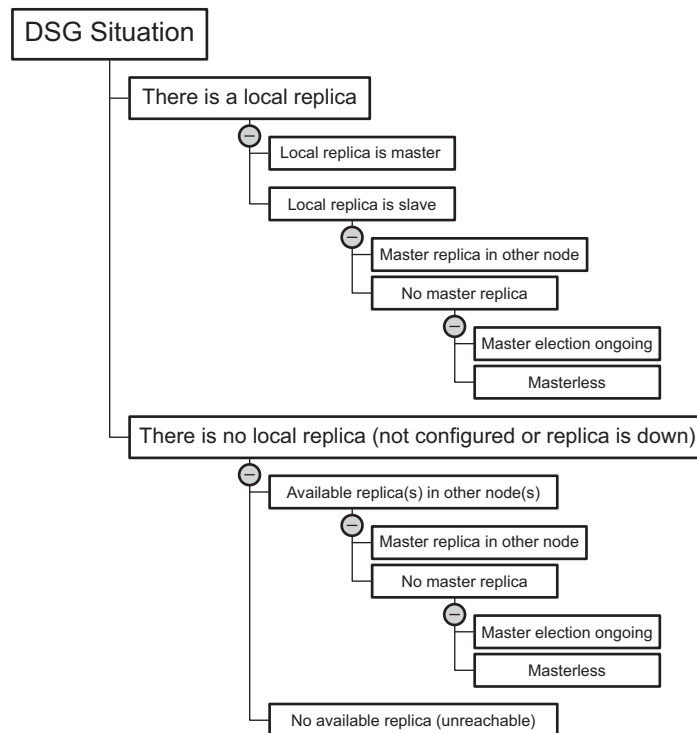 DSG Situation
There is a local replica
Local replica is master
Local replica is slave
Master replica in other node
No master replica
Master election ongoing
Masterless
There is no local replica (not configured or replica is down)
Available replica(s) in other node(s)
Master replica in other node
No master replica
Master election ongoing
Masterless
No available replica (unreachable)